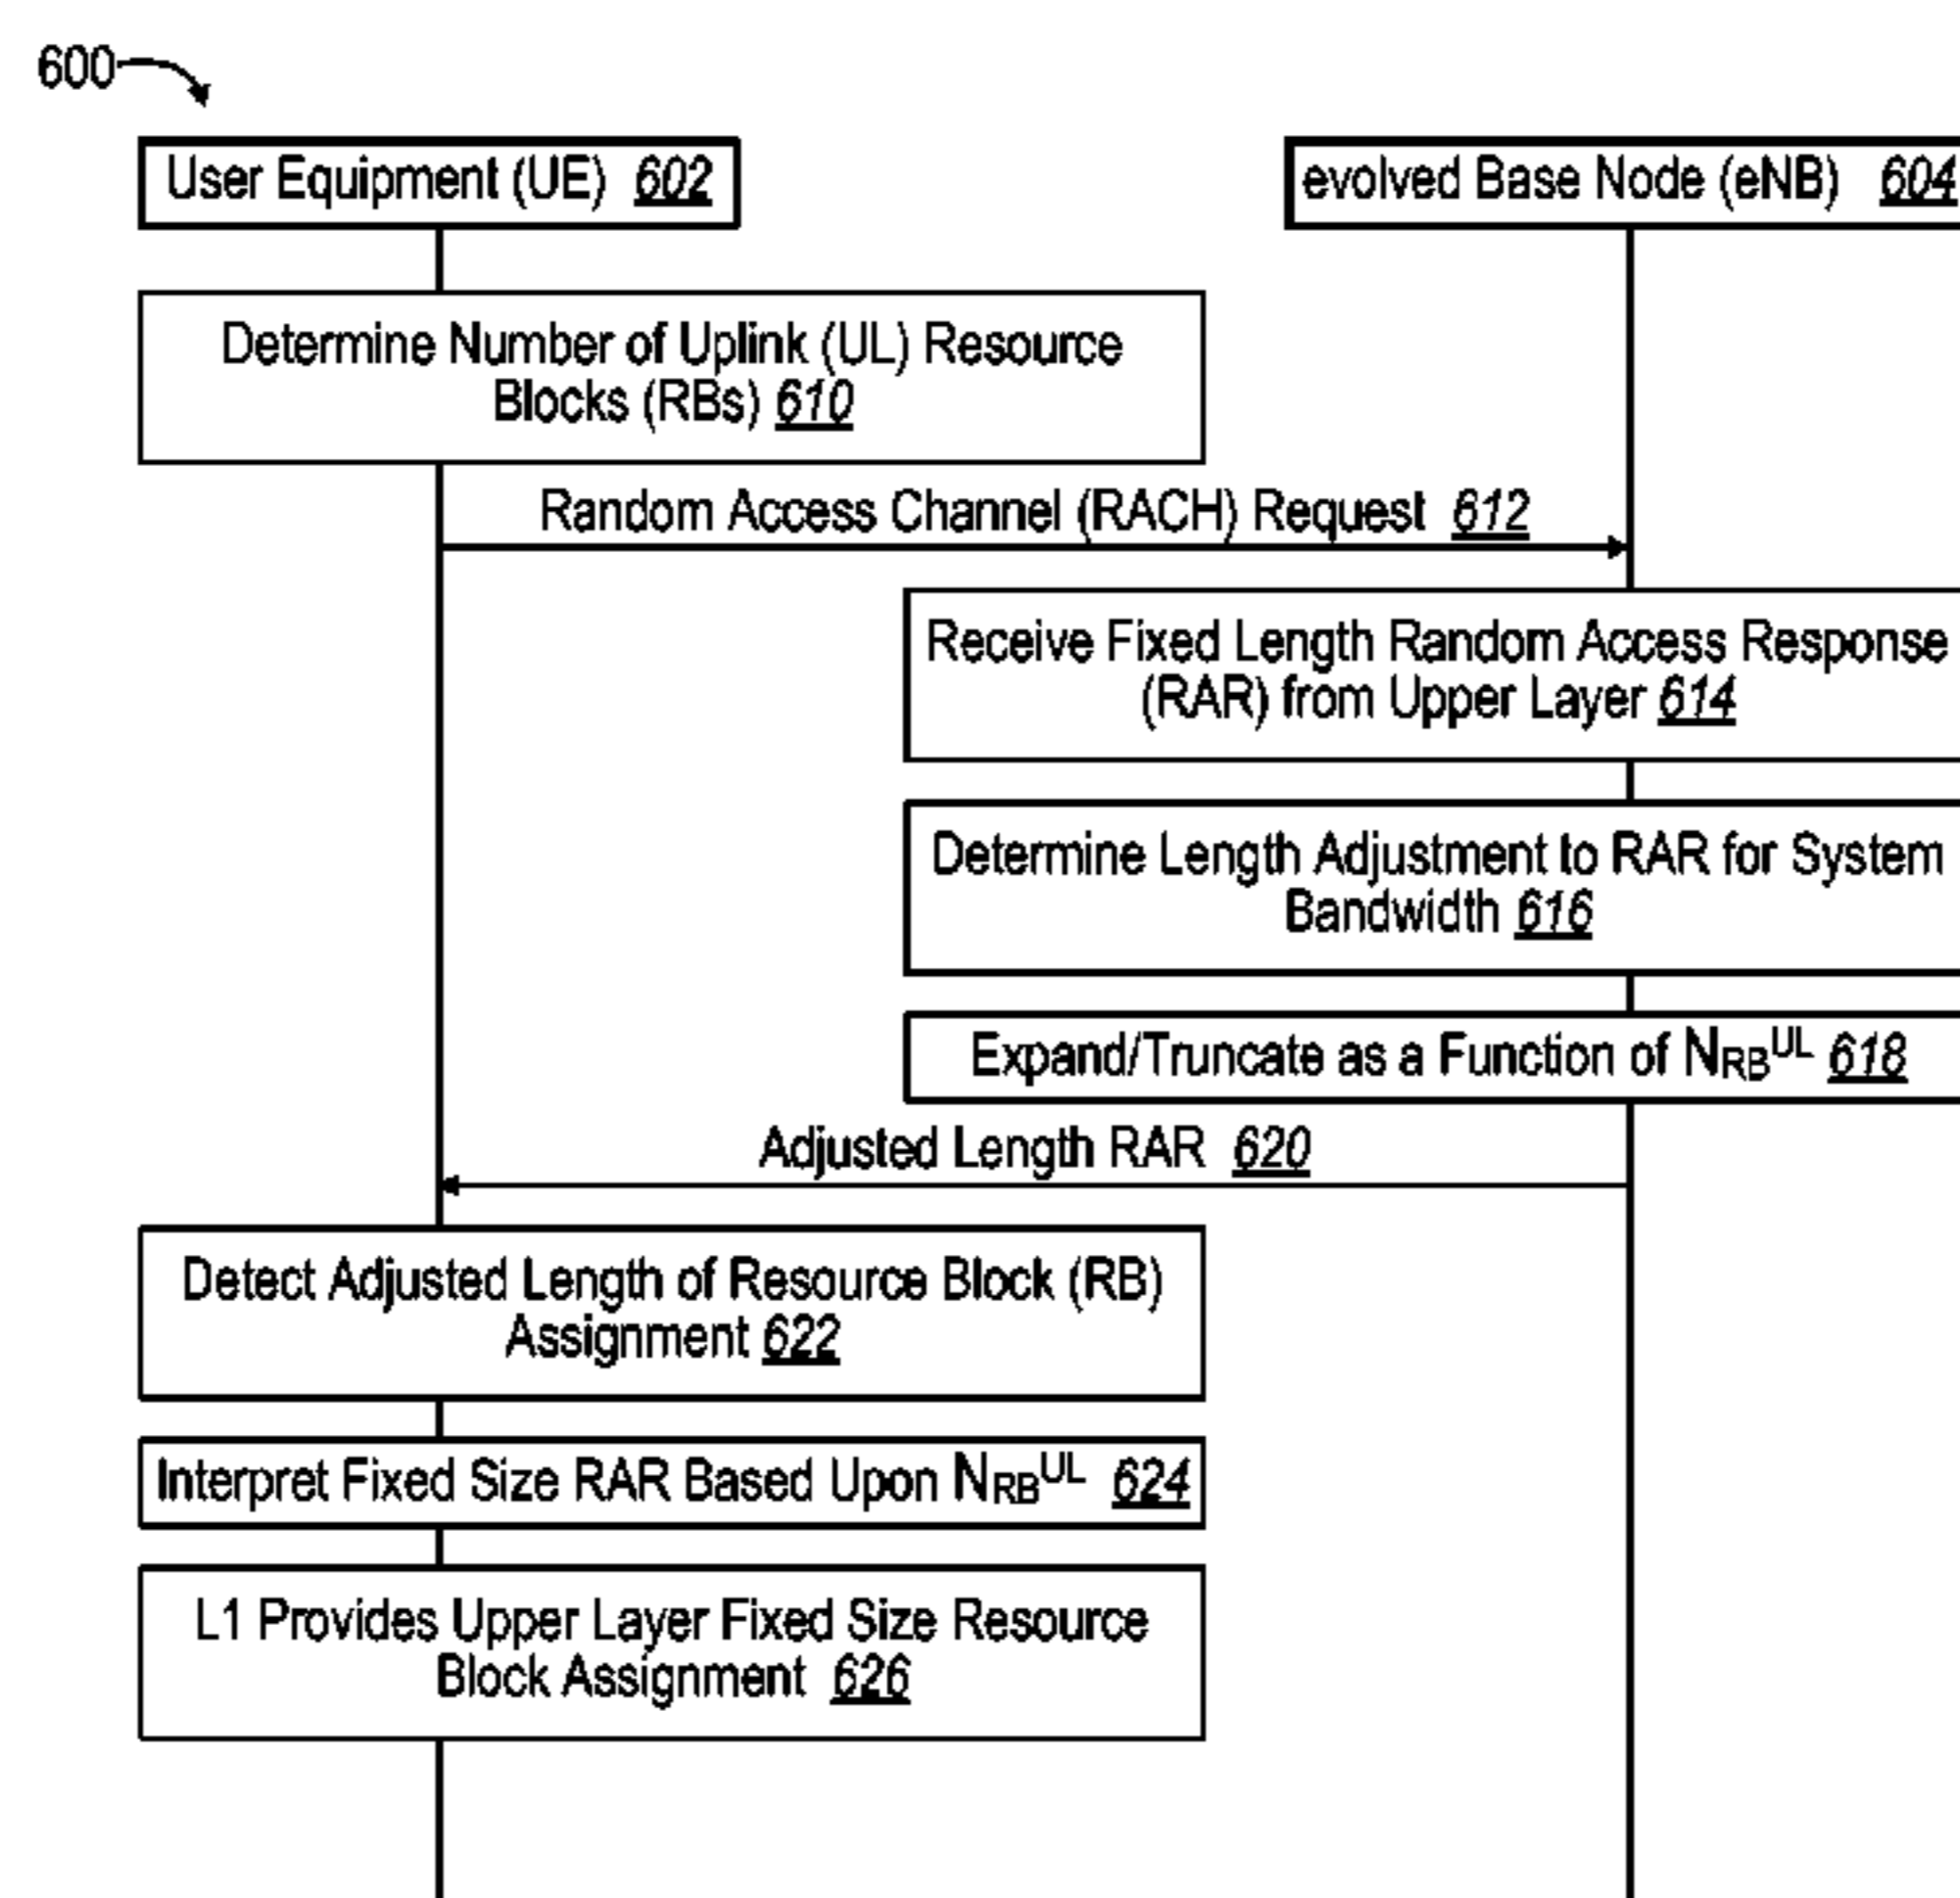 600
User Equipment (UE) 602
evolved Base Node (eNB) 604
Determine Number of Uplink (UL) Resource
Blocks (RBs) 610
Random Access Channel (RACH) Request 612
Receive Fixed Length Random Access Response
(RAR) from Upper Layer 614
Determine Length Adjustment to RAR for System
Bandwidth 616
Expand/Truncate as a Function of NRBUL 618
Adjusted Length RAR 620
Detect Adjusted Length of Resource Block (RB)
Assignment 622
Interpret Fixed Size RAR Based Upon NRBUL 624
L1 Provides Upper Layer Fixed Size Resource
Block Assignment 626